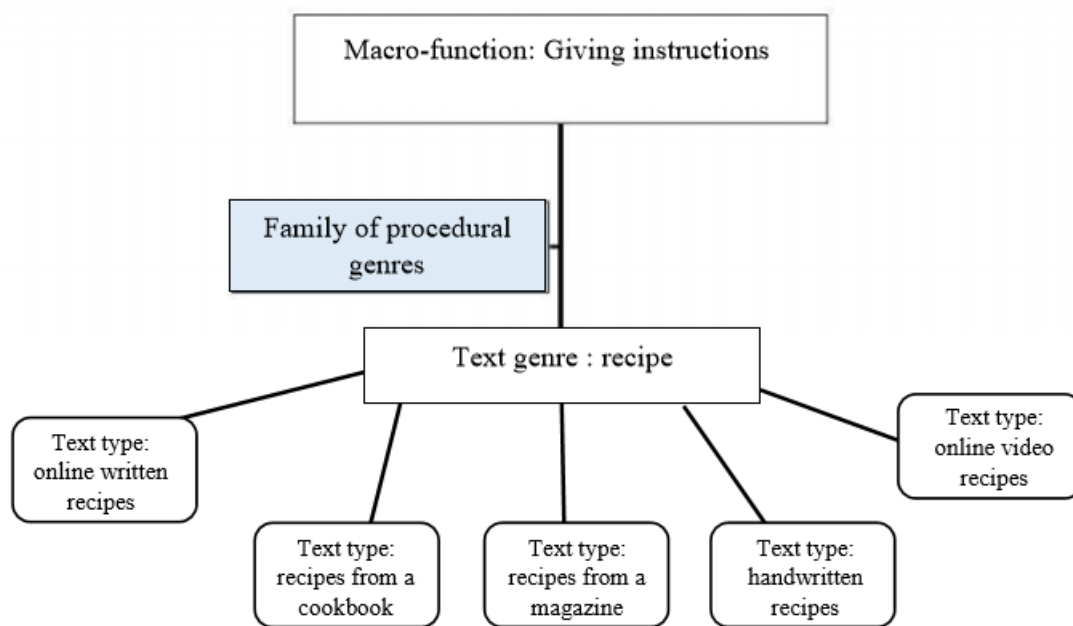 Macro-function: Giving instructions
Family of procedural
genres
Text genre : recipe
Text type:
online written
recipes
Text type:
recipes from a
cookbook
Text type:
recipes from a
magazine
Text type:
handwritten
recipes
Text type:
online video
recipes